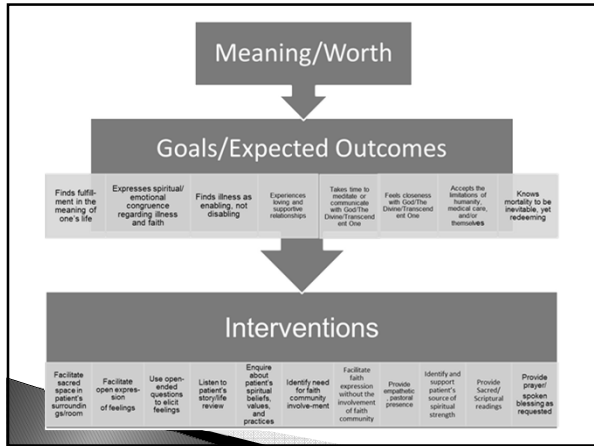 Meaning/Worth
Goals/Expected Outcomes
Finds fulfill-
ment in the
meaning of
one's life
Expresses spiritual/
emotional
congruence
regarding illness
and faith
Finds illness as
enabling, not
disabling
Experiences
loving and
supportive
relationships
Takes time to
meditate or
communicate
with God/The
Divine/Transcend
ent One
Feels closeness
with God/The
Divine/Transcend
ent One
Accepts the
limitations of
humanity,
medical care,
and/or
themselves
Knows
mortality to be
inevitable, yet
redeeming
Interventions
Facilitate
sacred
space in
patient's
surroundin
gs/room
Facilitate
open expres-
sion
of feelings
Use open-
ended
questions
to elicit
feelings
Listen to
patient's
story/life
review
Enquire
about
patient's
spiritual
beliefs,
values,
and
practices
Identify need
for faith
community
involve-ment
Facilitate
faith
expression
without the
involvement
of faith
community
Provide
empathetic
, pastoral
presence
Identify and
support
patient's
source of
spiritual
strength
Provide
Sacred/
Scriptural
readings
Provide
prayer/
spoken
blessing as
requested